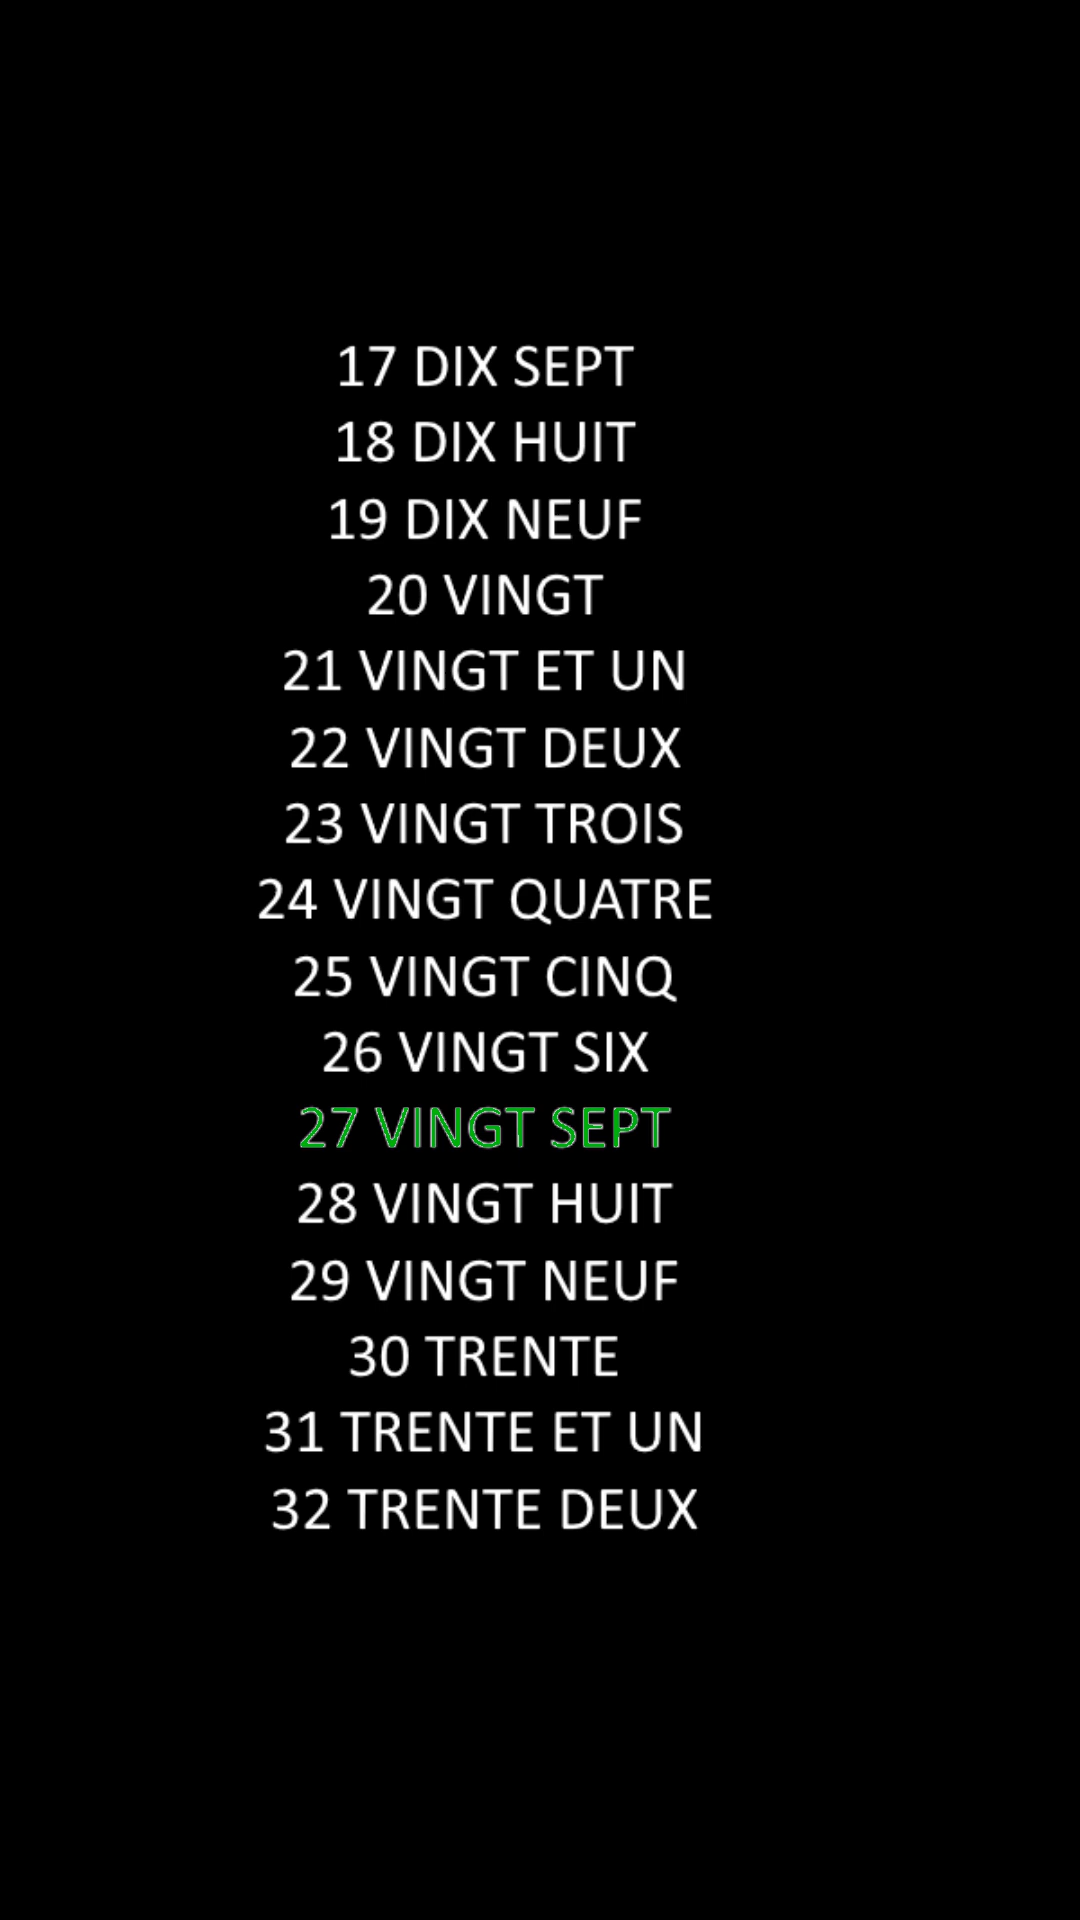 17 DIX SEPT
18 DIX HUIT
19 DIX NEUF
20 VINGT
21 VINGT ET UN
22 VINGT DEUX
23 VINGT TROIS
24 VINGT QUATRE
25 VINGT CINQ
26 VINGT SIX
27 VINGT SEPT
28 VINGT HUIT
29 VINGT NEUF
30 TRENTE
31 TRENTE ET UN
32 TRENTE DEUX